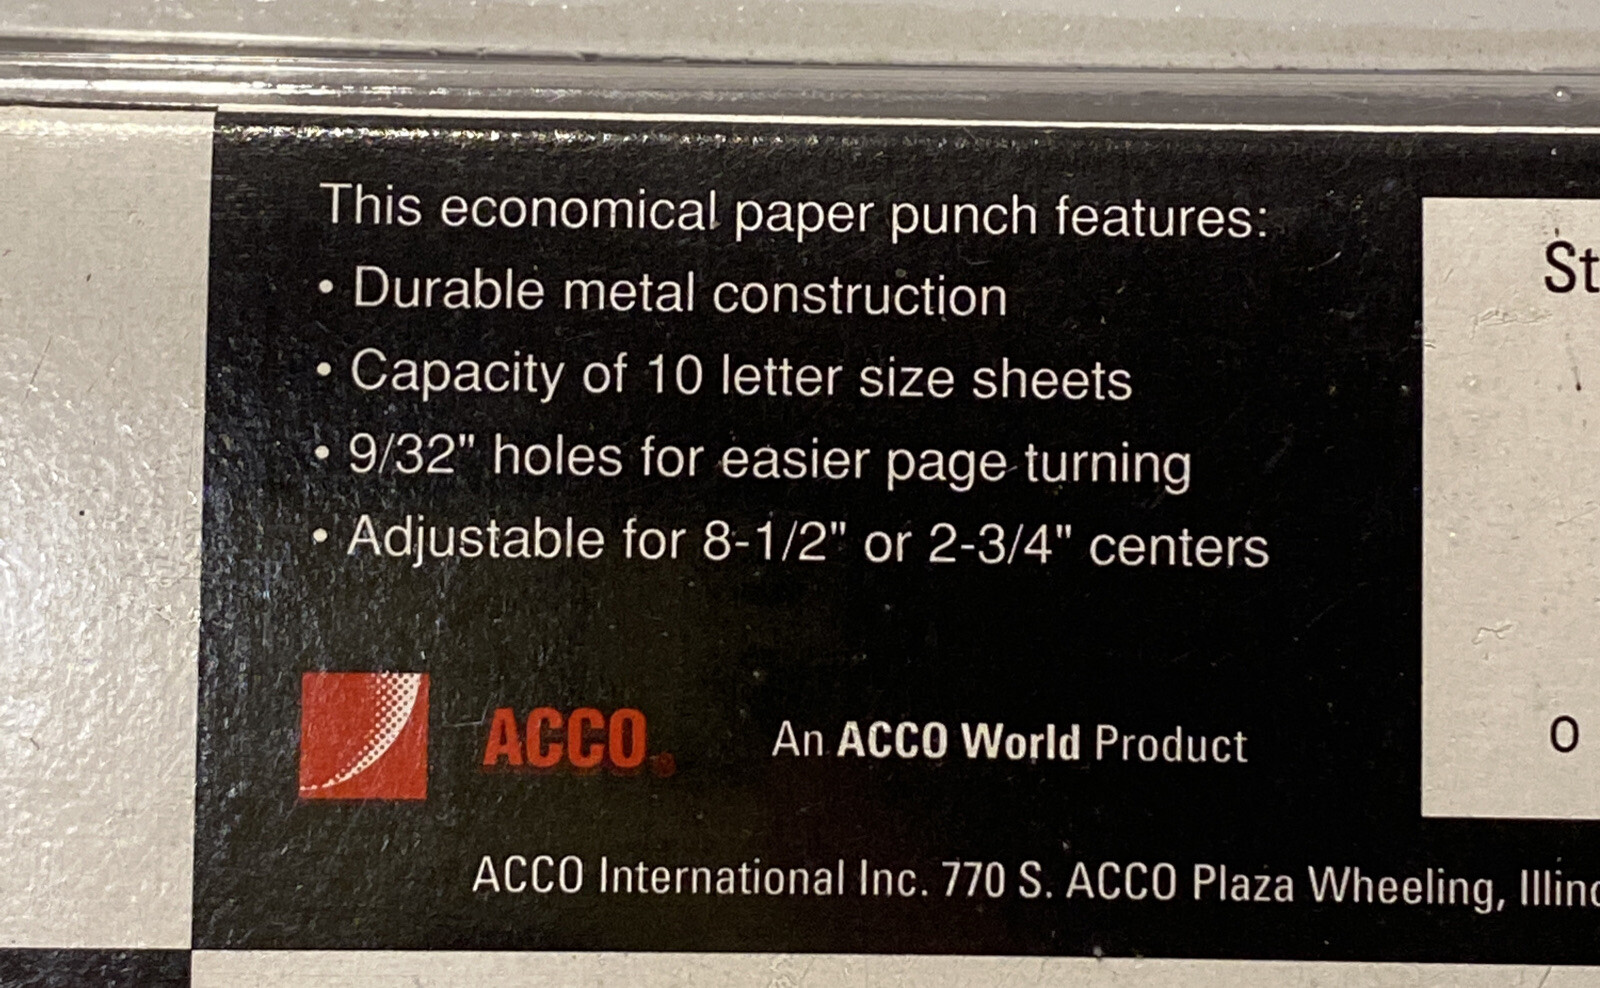 This economical paper punch features:
• Durable metal construction
• Capacity of 10 letter size sheets
• 9/32" holes for easier page turning
• Adjustable for 8-1/2" or 2-3/4" centers
ACCO® An ACCO World Product
ACCO International Inc. 770 S. ACCO Plaza Wheeling,